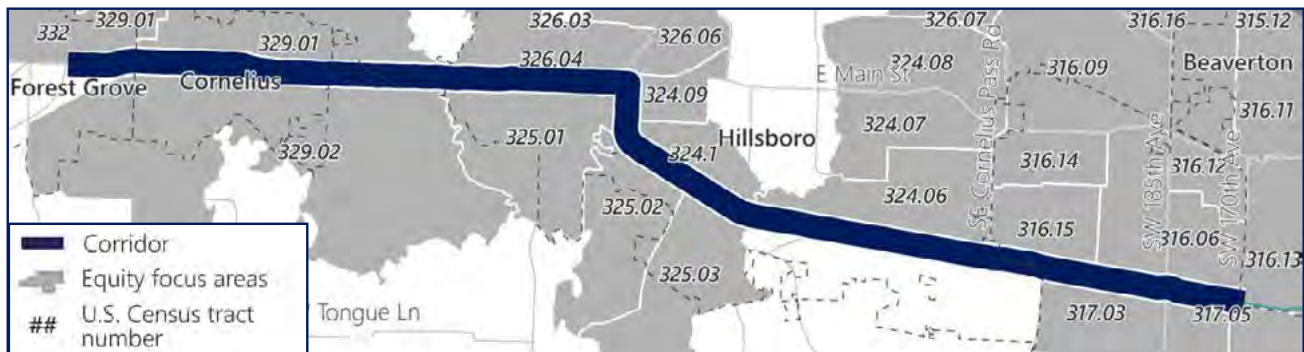 329.01
326.03
326.07
316.16
315.12
332
329.01
326.06
326.04
324.08
SE Cornelius Pass Rd
316.09
Beaverton
E Main St
Forest Grove
Cornelius
324.09
316.11
325.01
324.1
Hillsboro
324.07
329.02
316.14
316.12
SW 185th Ave
SW 170th Ave
325.02
324.06
316.15
316.06
325.03
316.13
317.03
317.05
Corridor
Equity focus areas
## U.S. Census tract
number
Tongue Ln